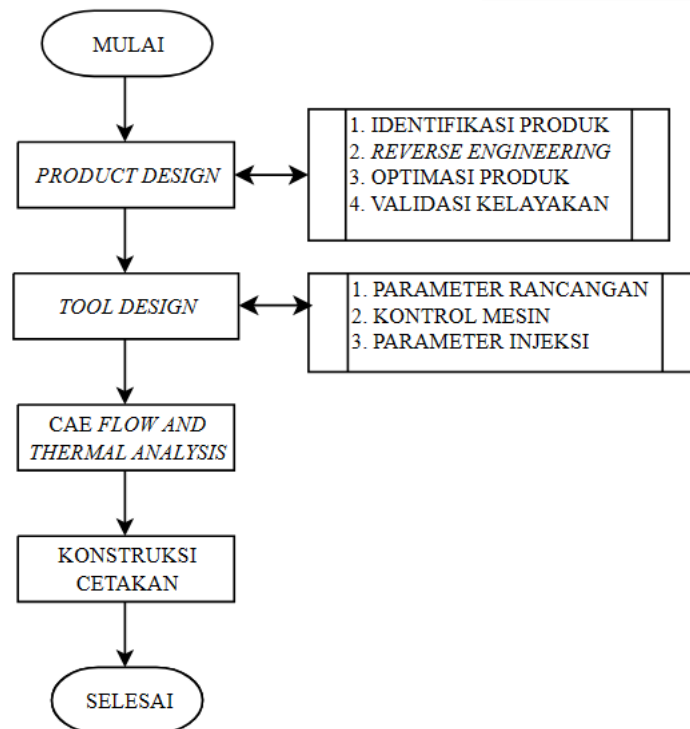 MULAI
PRODUCT DESIGN
1. IDENTIFIKASI PRODUK
2. REVERSE ENGINEERING
3. OPTIMASI PRODUK
4. VALIDASI KELAYAKAN
TOOL DESIGN
1. PARAMETER RANCANGAN
2. KONTROL MESIN
3. PARAMETER INJEKSI
CAE FLOW AND
THERMAL ANALYSIS
KONSTRUKSI
CETAKAN
SELESAI